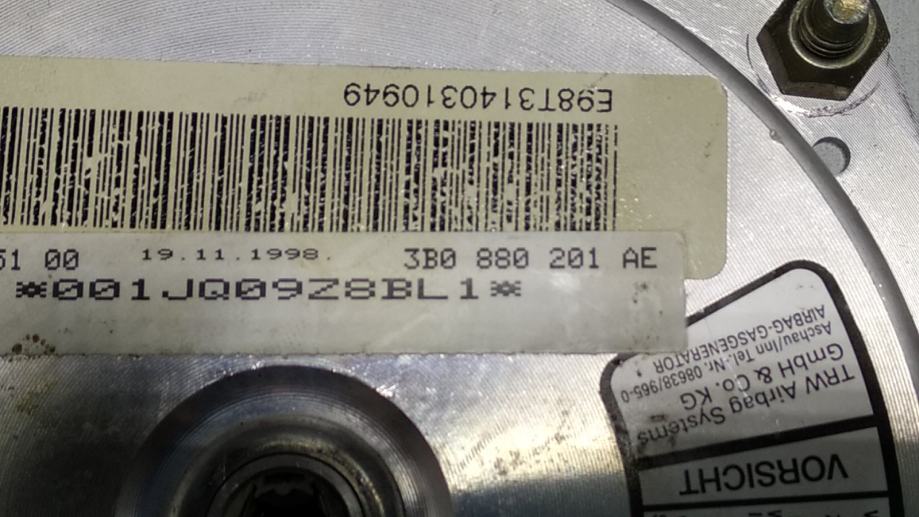 E98T3140310949
51 00 19.11.1998. 3B0 880 201 AE
*001JQ09Z8BL1*
VORSICHT
TRW Airbag Systems
GmbH & Co. KG
Aschau/Inn Tel.-Nr. 08638/965-0
AIRBAG-GASGENERATOR